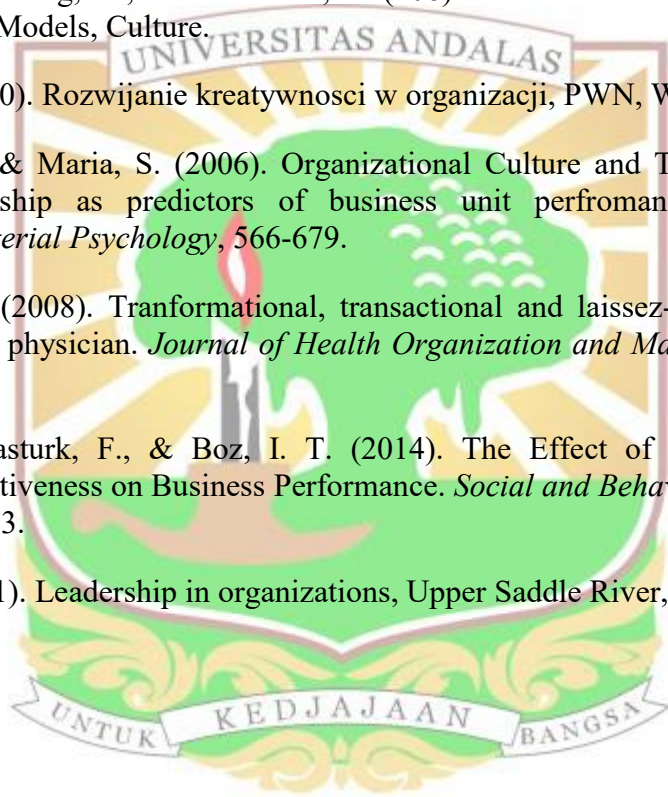 Models, Culture.
UNIVERSITAS ANDALAS
0). Rozwijanie kreatywnosci w organizacji, PWN, W
& Maria, S. (2006). Organizational Culture and T
ship as predictors of business unit perfroman
erial Psychology, 566-679.
(2008). Tranformational, transactional and laissez-
physician. Journal of Health Organization and Ma
asturk, F., & Boz, I. T. (2014). The Effect of
tiveness on Business Performance. Social and Beha
3.
1). Leadership in organizations, Upper Saddle River,
UNTUK KEDJAJAAN BANGSA